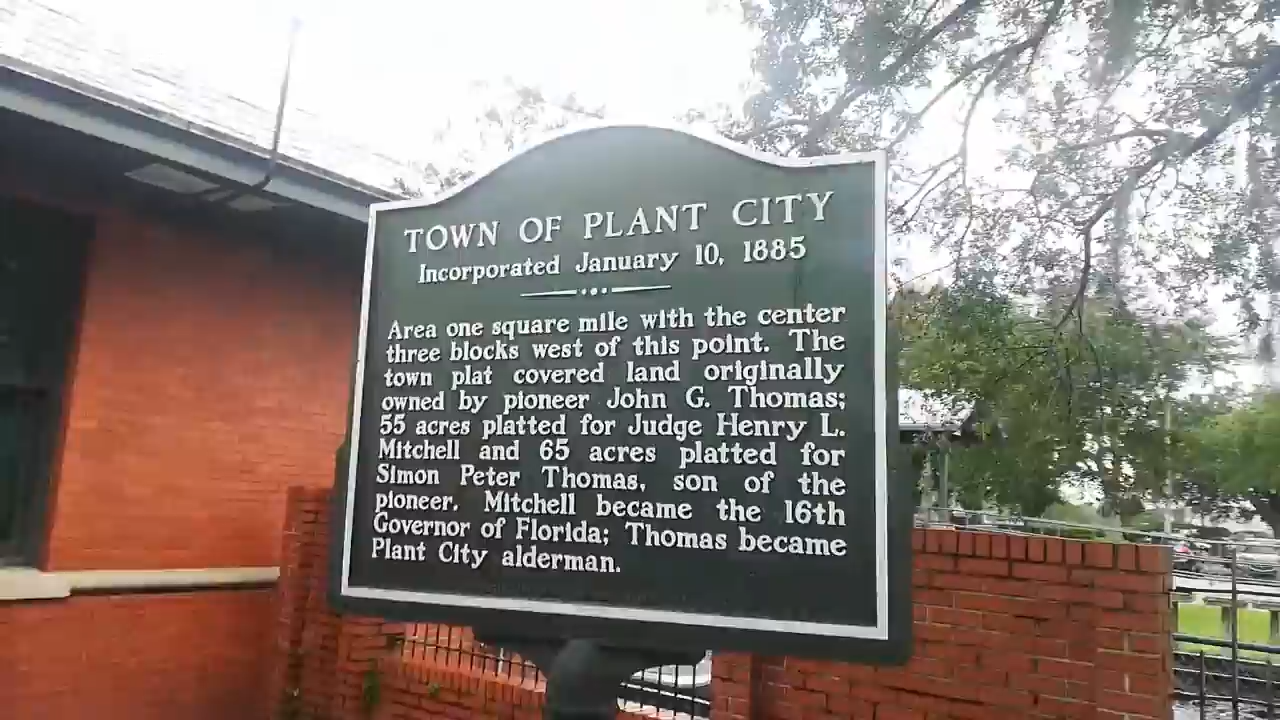 TOWN OF PLANT CITY
Incorporated January 10, 1885
Area one square mile with the center
three blocks west of this point. The
town plat covered land originally
owned by pioneer John G. Thomas;
55 acres platted for Judge Henry L.
Mitchell and 65 acres platted for
Simon Peter Thomas, son of the
pioneer. Mitchell became the 16th
Governor of Florida; Thomas became
Plant City alderman.